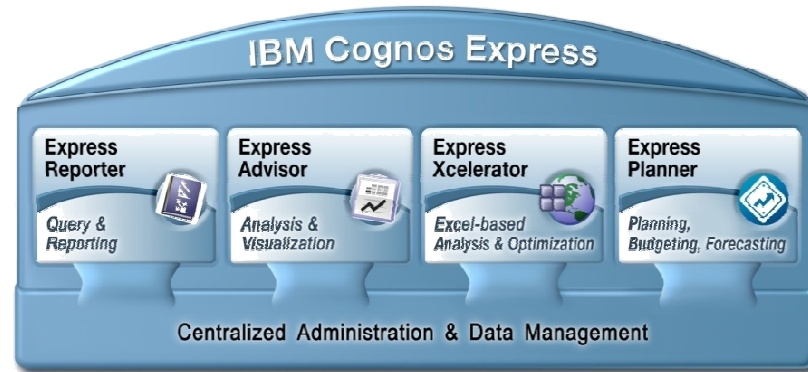 IBM Cognos Express
Express
Reporter
Query &
Reporting
Express
Advisor
Analysis &
Visualization
Express
Xcelerator
Excel-based
Analysis & Optimization
Express
Planner
Planning,
Budgeting, Forecasting
Centralized Administration & Data Management